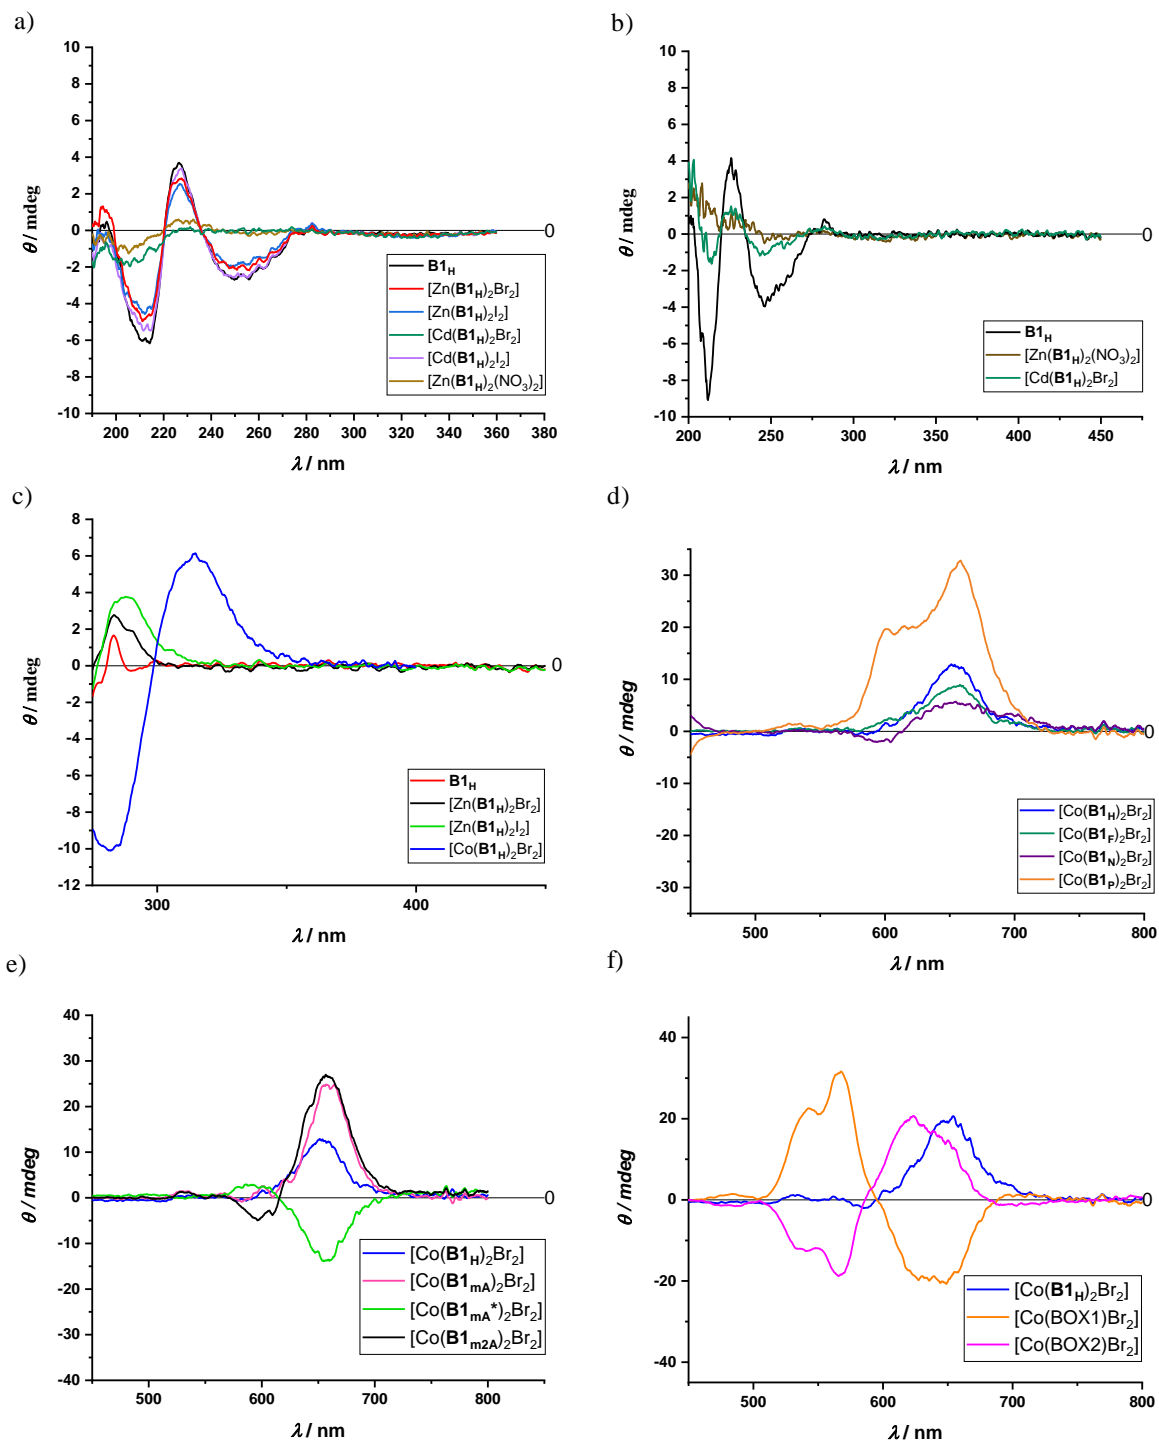 a)
10
8
6
4
2
0
-2
-4
-6
-8
-10
θ / mdeg
0
B1H
[Zn(B1H)2Br2]
[Zn(B1H)2I2]
[Cd(B1H)2Br2]
[Cd(B1H)2I2]
[Zn(B1H)2(NO3)2]
200 220 240 260 280 300 320 340 360 380
λ / nm
b)
10
8
6
4
2
0
-2
-4
-6
-8
-10
θ / mdeg
0
B1H
[Zn(B1H)2(NO3)2]
[Cd(B1H)2Br2]
200 250 300 350 400 450
λ / nm
c)
8
6
4
2
0
-2
-4
-6
-8
-10
-12
θ / mdeg
0
B1H
[Zn(B1H)2Br2]
[Zn(B1H)2I2]
[Co(B1H)2Br2]
300 400
λ / nm
d)
30
20
10
0
-10
-20
-30
θ / mdeg
0
[Co(B1H)2Br2]
[Co(B1F)2Br2]
[Co(B1N)2Br2]
[Co(B1P)2Br2]
500 600 700 800
λ / nm
e)
40
30
20
10
0
-10
-20
-30
-40
θ / mdeg
0
[Co(B1H)2Br2]
[Co(B1mA)2Br2]
[Co(B1mA*)2Br2]
[Co(B1m2A)2Br2]
500 600 700 800
λ / nm
f)
40
20
0
-20
-40
θ / mdeg
0
[Co(B1H)2Br2]
[Co(BOX1)Br2]
[Co(BOX2)Br2]
500 600 700 800
λ / nm